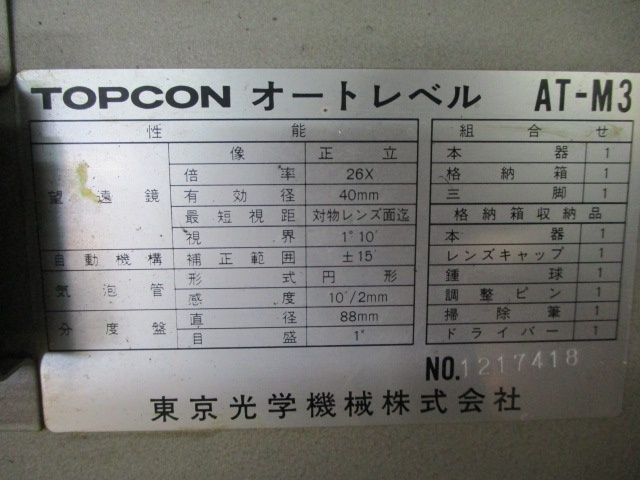 TOPCON オートレベル AT-M3
性能
望遠鏡 像 正立
倍率 26X
有効径 40mm
最短視距 対物レンズ面迄
視界 1°10′
自動機構 補正範囲 ±15′
気泡管 形式 円形
感度 10′/2mm
分度盤 直径 88mm
目盛 1°
組合せ
本器 1
格納箱 1
三脚 1
格納箱収納品
本器 1
レンズキャップ 1
錘球 1
調整ピン 1
掃除筆 1
ドライバー 1
NO. 1217418
東京光学機械株式会社